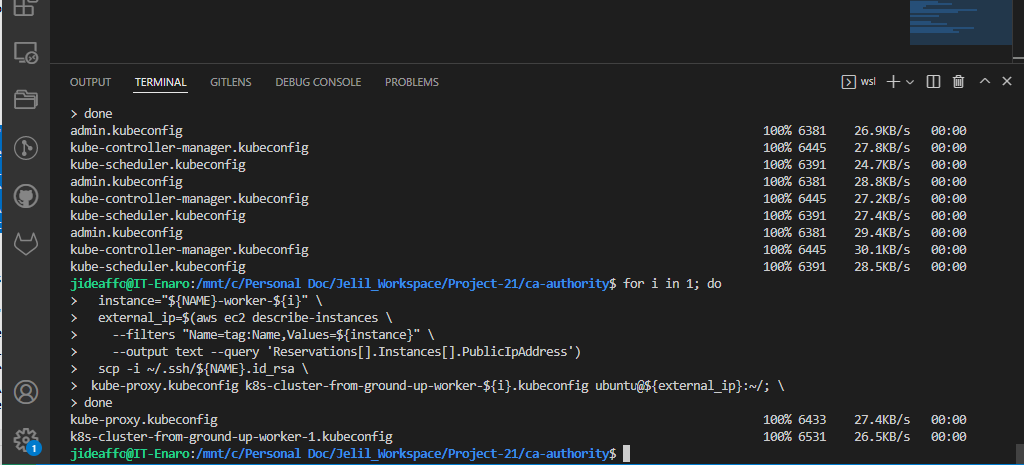 OUTPUT TERMINAL GITLENS DEBUG CONSOLE PROBLEMS wsl
> done
admin.kubeconfig 100% 6381 26.9KB/s 00:00
kube-controller-manager.kubeconfig 100% 6445 27.8KB/s 00:00
kube-scheduler.kubeconfig 100% 6391 24.7KB/s 00:00
admin.kubeconfig 100% 6381 28.8KB/s 00:00
kube-controller-manager.kubeconfig 100% 6445 27.2KB/s 00:00
kube-scheduler.kubeconfig 100% 6391 27.4KB/s 00:00
admin.kubeconfig 100% 6381 29.4KB/s 00:00
kube-controller-manager.kubeconfig 100% 6445 30.1KB/s 00:00
kube-scheduler.kubeconfig 100% 6391 28.5KB/s 00:00
jideaffo@IT-Enaro:/mnt/c/Personal Doc/Jelil_Workspace/Project-21/ca-authority$ for i in 1; do
>   instance="${NAME}-worker-${i}" \
>   external_ip=$(aws ec2 describe-instances \
>     --filters "Name=tag:Name,Values=${instance}" \
>     --output text --query 'Reservations[].Instances[].PublicIpAddress')
>   scp -i ~/.ssh/${NAME}.id_rsa \
>  kube-proxy.kubeconfig k8s-cluster-from-ground-up-worker-${i}.kubeconfig ubuntu@${external_ip}:~/; \
> done
kube-proxy.kubeconfig 100% 6433 27.4KB/s 00:00
k8s-cluster-from-ground-up-worker-1.kubeconfig 100% 6531 26.5KB/s 00:00
jideaffo@IT-Enaro:/mnt/c/Personal Doc/Jelil_Workspace/Project-21/ca-authority$
1